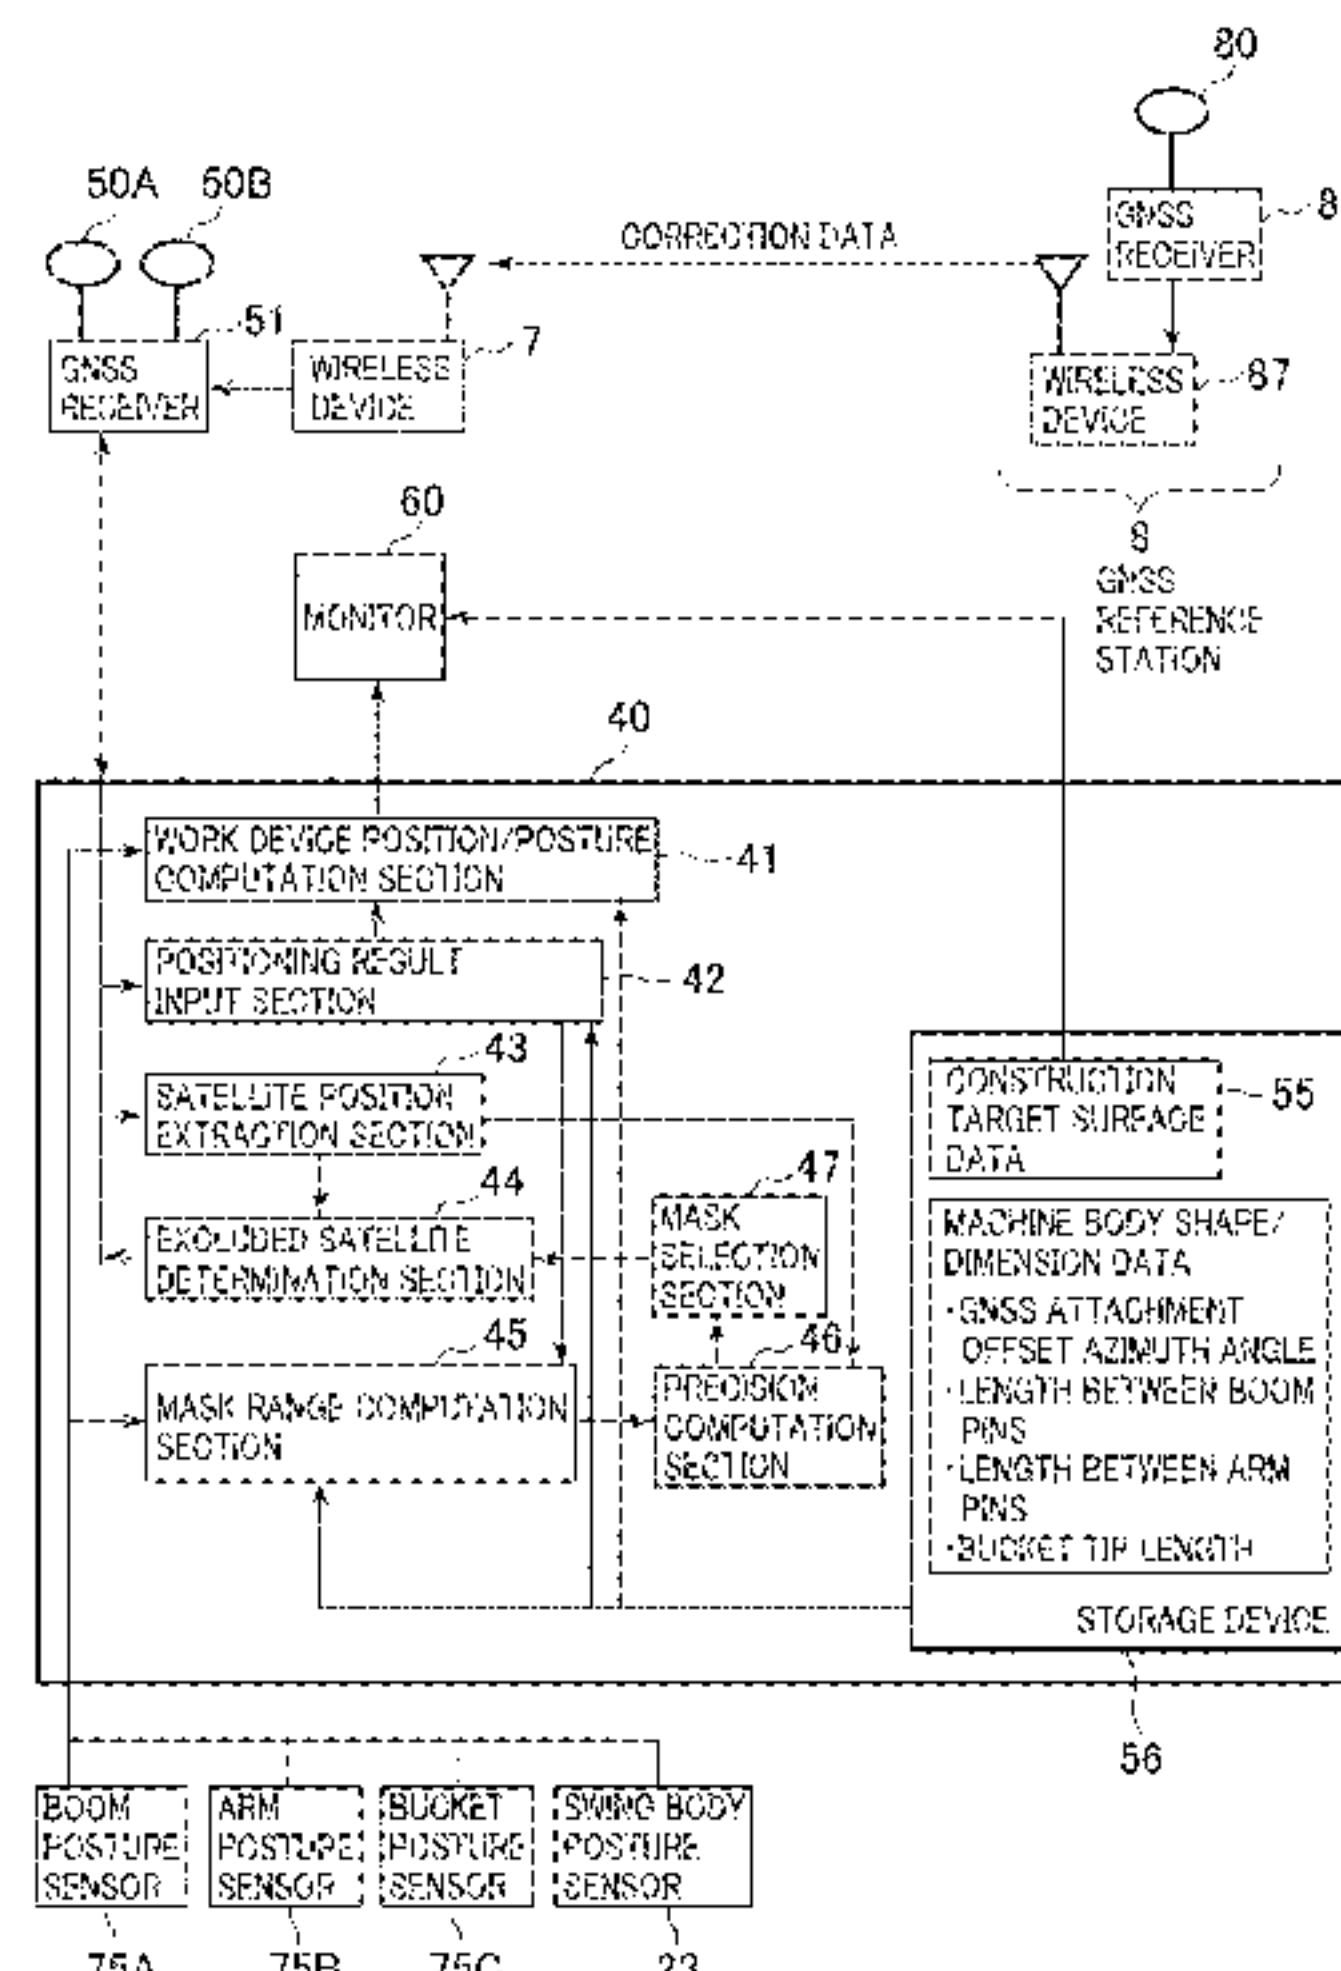 80
50A 50B
GNSS
RECEIVER
8
CORRECTION DATA
51
GNSS
RECEIVER
WIRELESS
DEVICE
7
WIRELESS
DEVICE
87
60
MONITOR
8
GNSS
REFERENCE
STATION
40
WORK DEVICE POSITION/POSTURE
COMPUTATION SECTION
41
POSITIONING RESULT
INPUT SECTION
42
43
SATELLITE POSITION
EXTRACTION SECTION
44
EXCLUDED SATELLITE
DETERMINATION SECTION
47
MASK
SELECTION
SECTION
45
MASK RANGE COMPUTATION
SECTION
46
PRECISION
COMPUTATION
SECTION
CONSTRUCTION
TARGET SURFACE
DATA
55
MACHINE BODY SHAPE/
DIMENSION DATA
·GNSS ATTACHMENT
OFFSET AZIMUTH ANGLE
·LENGTH BETWEEN BOOM
PINS
·LENGTH BETWEEN ARM
PINS
·BUCKET TIP LENGTH
STORAGE DEVICE
56
BOOM
POSTURE
SENSOR
ARM
POSTURE
SENSOR
BUCKET
POSTURE
SENSOR
SWING BODY
POSTURE
SENSOR
75A
75B
75C
23